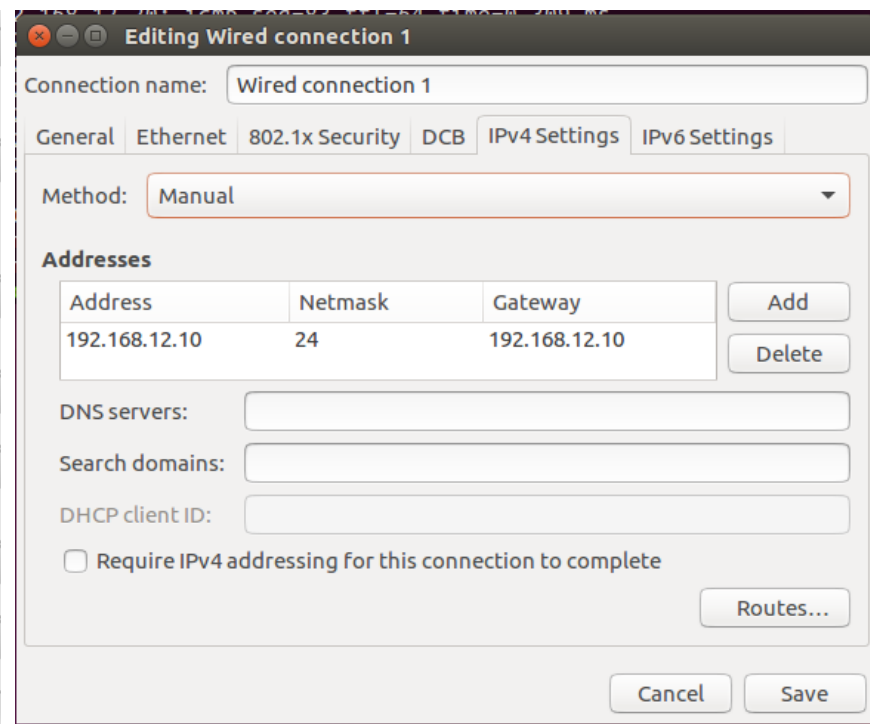 Editing Wired connection 1
Connection name: Wired connection 1
General Ethernet 802.1x Security DCB IPv4 Settings IPv6 Settings
Method: Manual
Addresses
Address Netmask Gateway Add
192.168.12.10 24 192.168.12.10
Delete
DNS servers:
Search domains:
DHCP client ID:
Require IPv4 addressing for this connection to complete
Routes...
Cancel Save